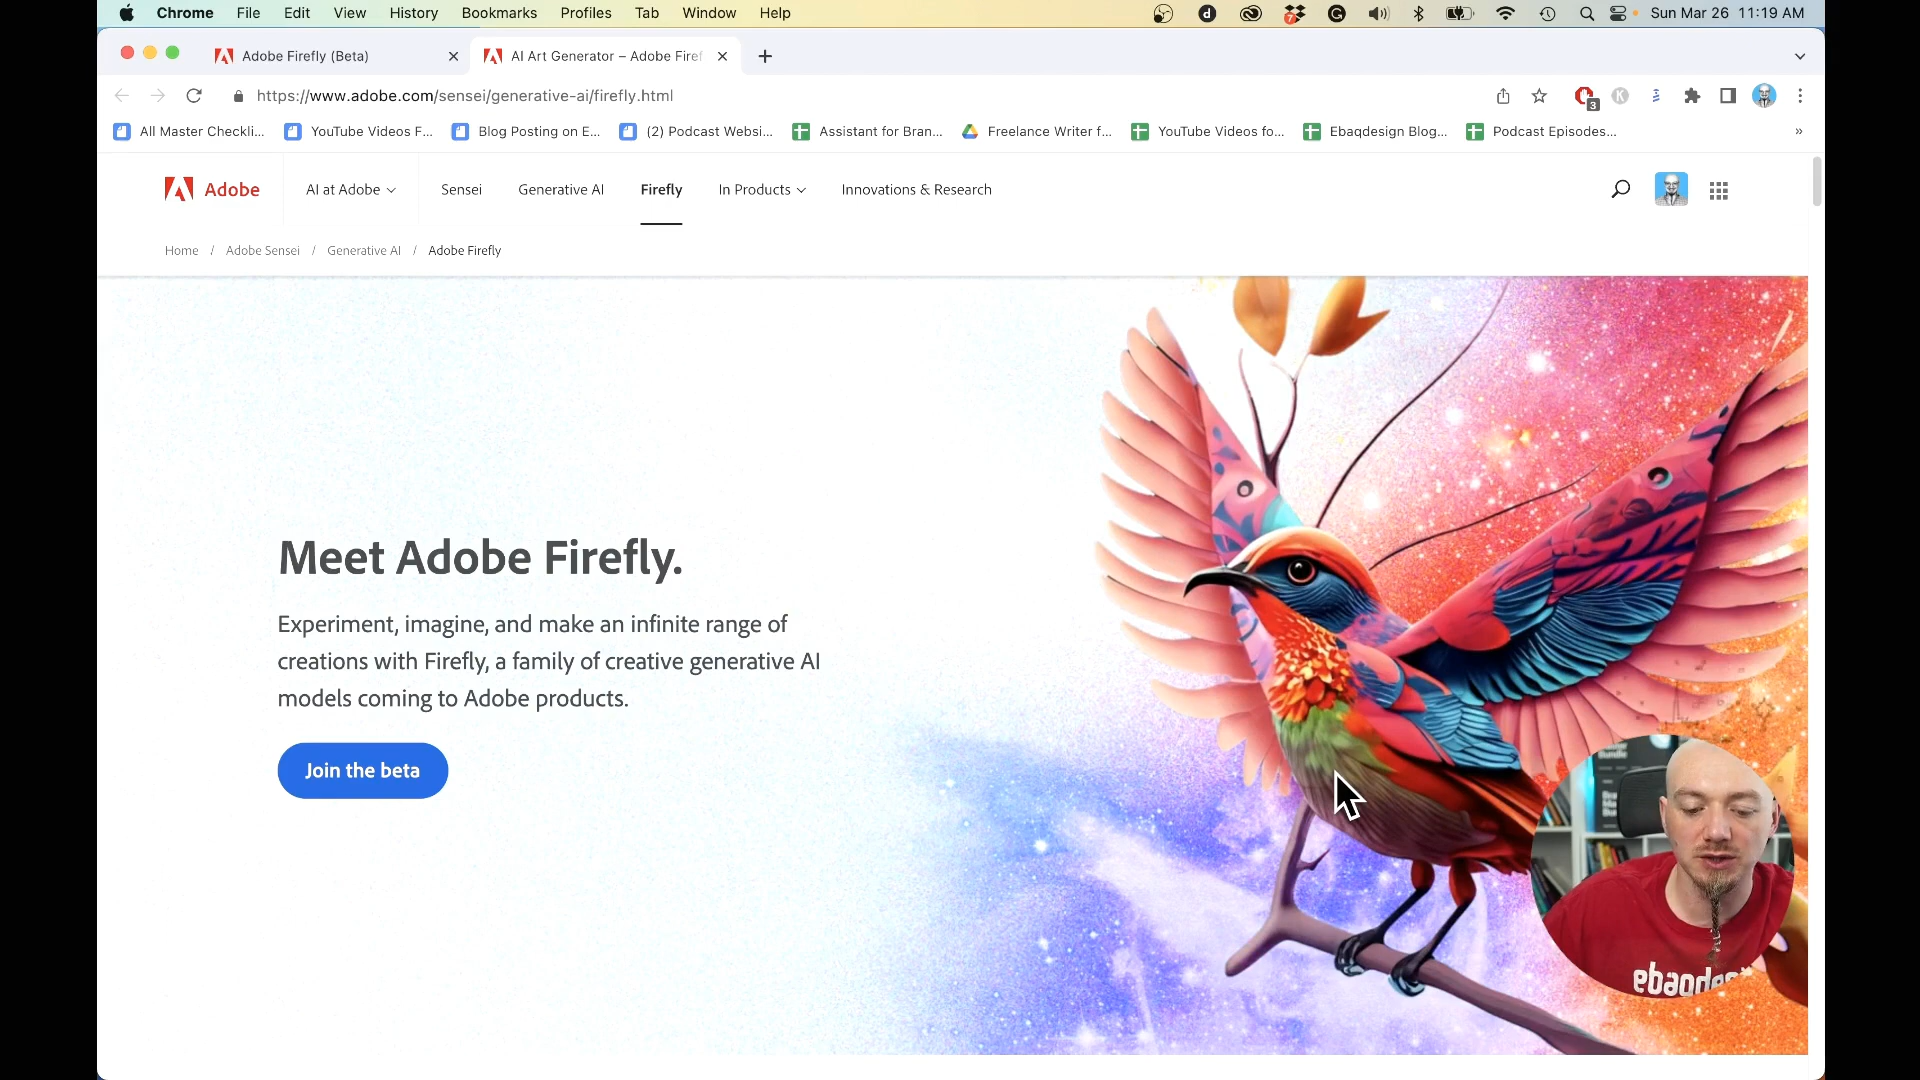 Chrome File Edit View History Bookmarks Profiles Tab Window Help
7
Sun Mar 26 11:19 AM
Adobe Firefly (Beta)
AI Art Generator – Adobe Firef
https://www.adobe.com/sensei/generative-ai/firefly.html
3
All Master Checkli... YouTube Videos F... Blog Posting on E... (2) Podcast Websi... Assistant for Bran... Freelance Writer f... YouTube Videos fo... Ebaqdesign Blog... Podcast Episodes... »
Adobe
AI at Adobe Sensei Generative AI Firefly In Products Innovations & Research
Home / Adobe Sensei / Generative AI / Adobe Firefly
Meet Adobe Firefly.
Experiment, imagine, and make an infinite range of
creations with Firefly, a family of creative generative AI
models coming to Adobe products.
Join the beta